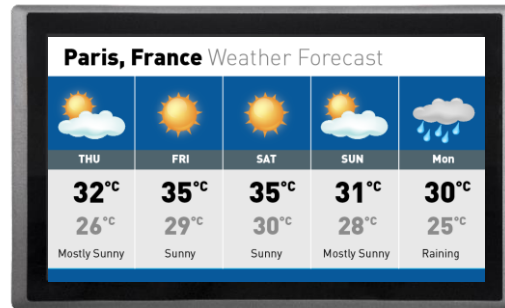 Paris, France Weather Forecast
THU FRI SAT SUN Mon
32°C 35°C 35°C 31°C 30°C
26°C 29°C 30°C 28°C 25°C
Mostly Sunny Sunny Sunny Mostly Sunny Raining